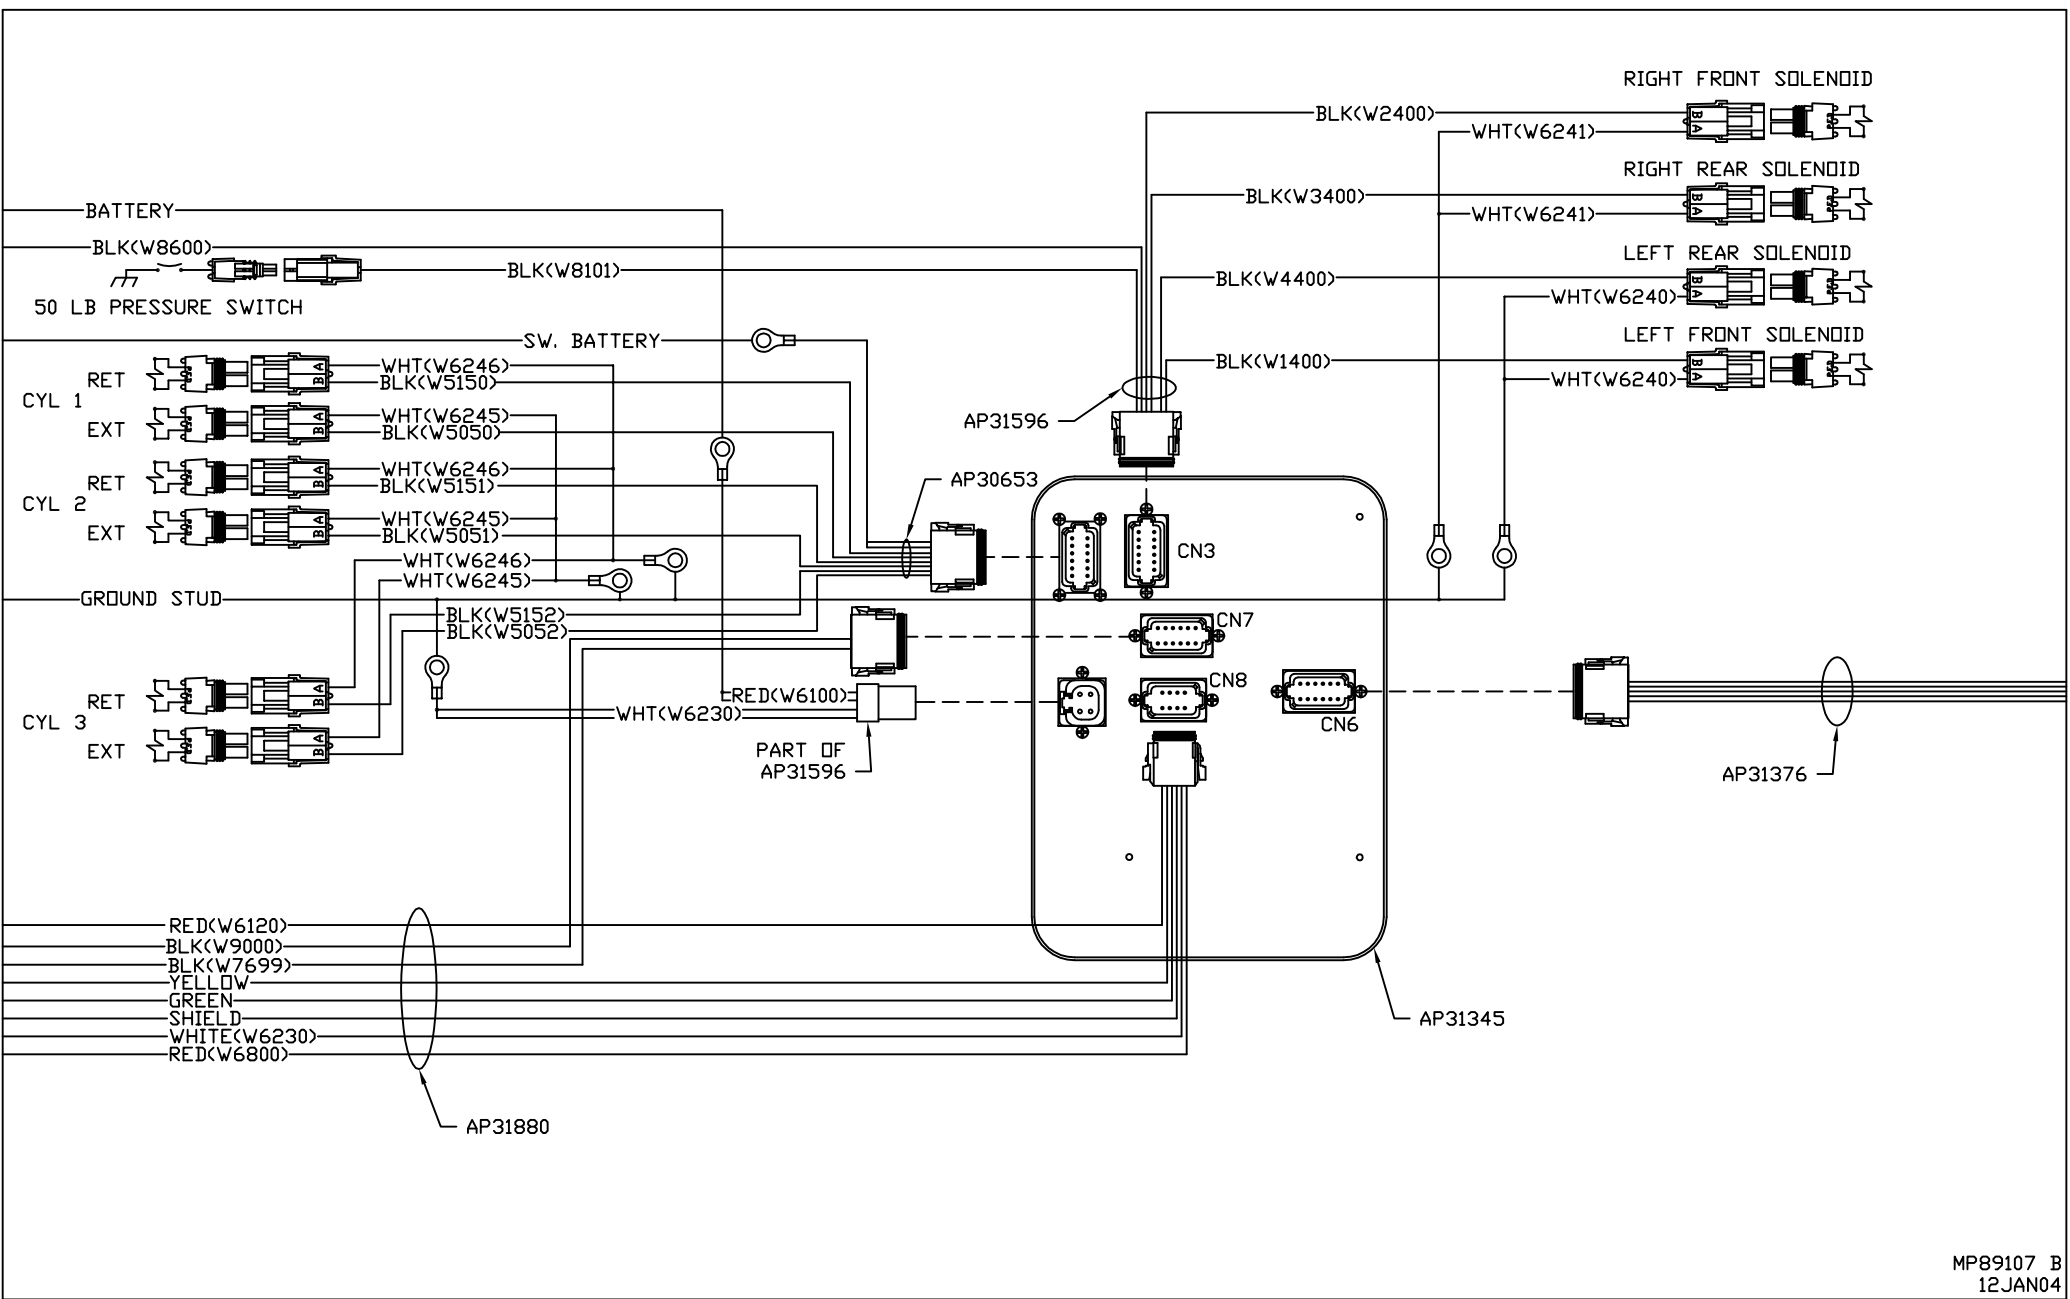 RIGHT FRONT SOLENOID
BLK(W2400)
WHT(W6241)
B
A
RIGHT REAR SOLENOID
BLK(W3400)
WHT(W6241)
B
A
BATTERY
BLK(W8600)
BLK(W8101)
50 LB PRESSURE SWITCH
LEFT REAR SOLENOID
BLK(W4400)
WHT(W6240)
B
A
LEFT FRONT SOLENOID
BLK(W1400)
WHT(W6240)
B
A
SW. BATTERY
AP31596
CYL 1
RET
A
B
WHT(W6246)
BLK(W5150)
EXT
A
B
WHT(W6245)
BLK(W5050)
CYL 2
RET
A
B
WHT(W6246)
BLK(W5151)
EXT
A
B
WHT(W6245)
BLK(W5051)
AP30653
WHT(W6246)
WHT(W6245)
GROUND STUD
BLK(W5152)
BLK(W5052)
CN3
CN7
CN8
CN6
CYL 3
RET
A
B
EXT
A
B
RED(W6100)
WHT(W6230)
PART OF
AP31596
AP31376
RED(W6120)
BLK(W9000)
BLK(W7699)
YELLOW
GREEN
SHIELD
WHITE(W6230)
RED(W6800)
AP31345
AP31880
MP89107 B
12JAN04